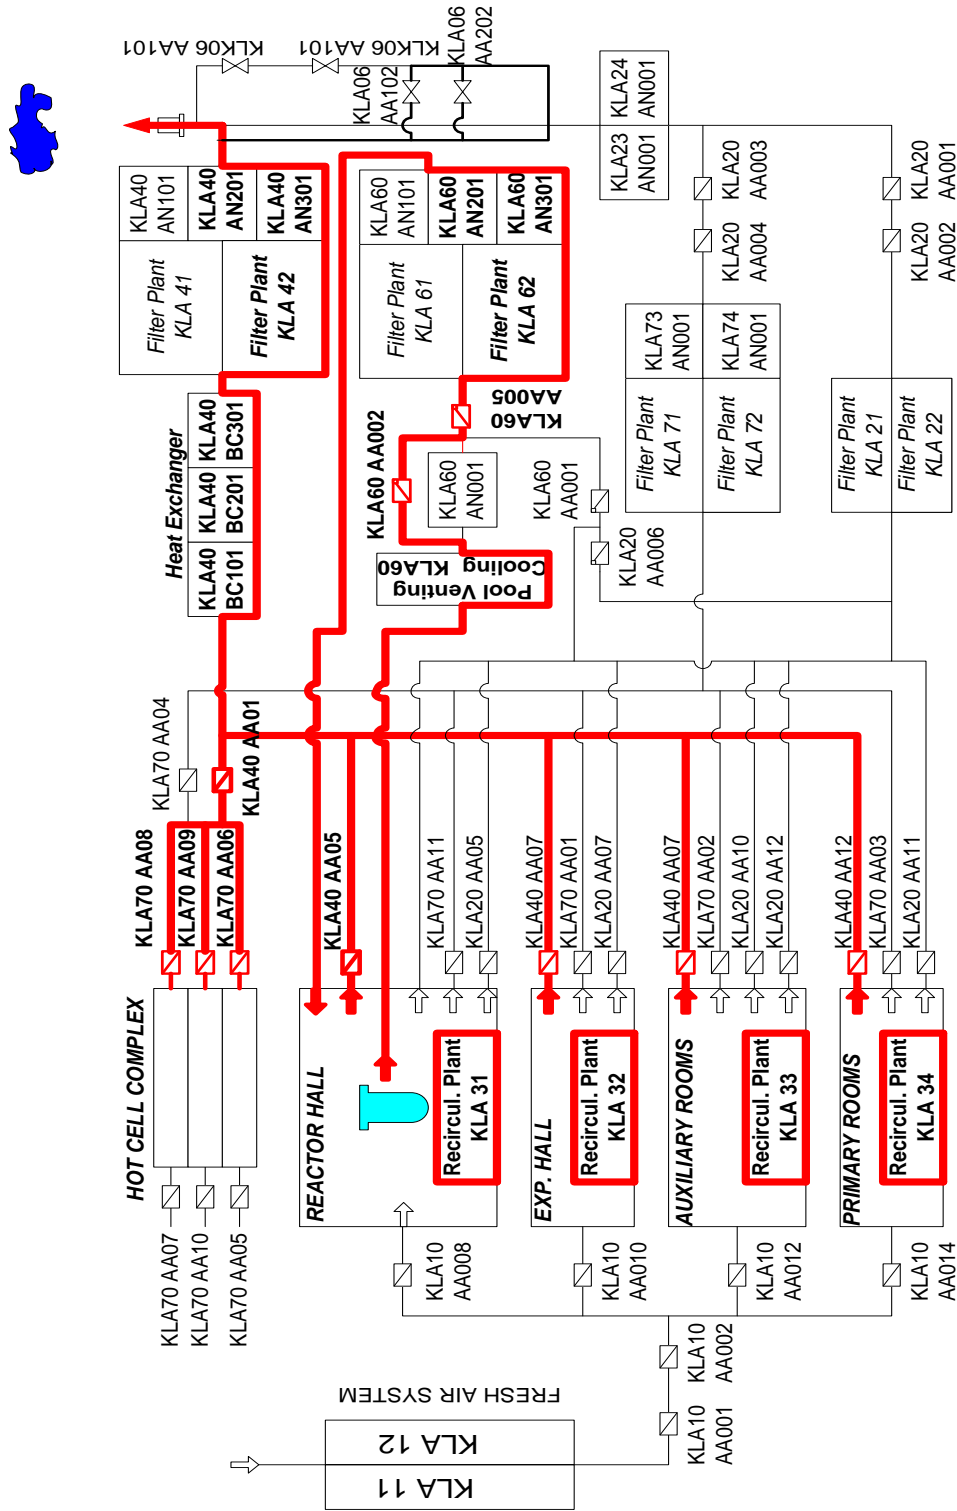 KLK06 AA101
KLK06 AA101
KLA06
AA202
KLA06
AA102
KLA24
AN001
KLA23
AN001
KLA40
AN101
KLA40
AN201
KLA40
AN301
KLA60
AN101
KLA60
AN201
KLA60
AN301
KLA20
AA003
KLA20
AA001
KLA20
AA004
KLA20
AA002
Filter Plant
KLA 41
Filter Plant
KLA 42
Filter Plant
KLA 61
Filter Plant
KLA 62
KLA73
AN001
KLA74
AN001
Filter Plant
KLA 71
Filter Plant
KLA 72
Filter Plant
KLA 21
Filter Plant
KLA 22
Heat Exchanger
KLA40
BC101
KLA40
BC201
KLA40
BC301
KLA60
AA005
KLA60 AA002
KLA60
AN001
KLA60
AA001
KLA20
AA006
Pool Venting
Cooling KLA60
KLA70 AA04
KLA40 AA01
KLA70 AA08
KLA70 AA09
KLA70 AA06
KLA40 AA05
KLA70 AA11
KLA20 AA05
KLA40 AA07
KLA70 AA01
KLA20 AA07
KLA40 AA07
KLA70 AA02
KLA20 AA10
KLA20 AA12
KLA40 AA12
KLA70 AA03
KLA20 AA11
HOT CELL COMPLEX
REACTOR HALL
Recircul. Plant
KLA 31
EXP. HALL
Recircul. Plant
KLA 32
AUXILIARY ROOMS
Recircul. Plant
KLA 33
PRIMARY ROOMS
Recircul. Plant
KLA 34
KLA70 AA07
KLA70 AA10
KLA70 AA05
KLA10
AA008
KLA10
AA010
KLA10
AA012
KLA10
AA014
KLA10
AA002
KLA10
AA001
FRESH AIR SYSTEM
KLA 12
KLA 11